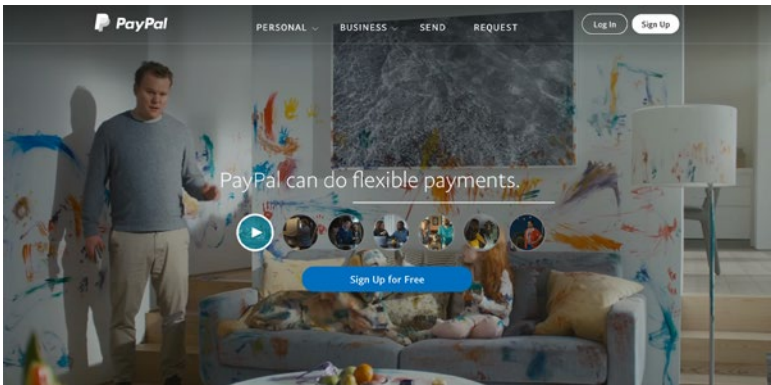 PayPal
PERSONAL
BUSINESS
SEND
REQUEST
Log In
Sign Up
PayPal can do flexible payments.
Sign Up for Free